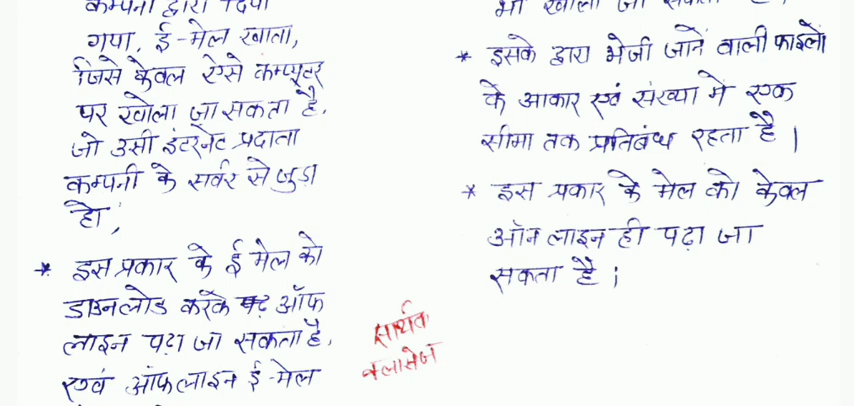 कम्पनी द्वारा दिया
गया, ई-मेल खाता,
जिसे केवल ऐसे कम्प्यूटर
पर खोला जा सकता है,
जो उसी इंटरनेट प्रदाता
कम्पनी के सर्वर से जुड़ा
हो,
* इस प्रकार के ई मेल को
डाउनलोड करके ऑफ
लाइन पढ़ा जा सकता है,
एवं ऑफलाइन ई-मेल
भी खोला जा सकता है।
* इसके द्वारा भेजी जाने वाली फाइलों
के आकार एवं संख्या में एक
सीमा तक प्रतिबंध रहता है।
* इस प्रकार के मेल को केवल
ऑनलाइन ही पढ़ा जा
सकता है।
सार्थक
क्लासेज